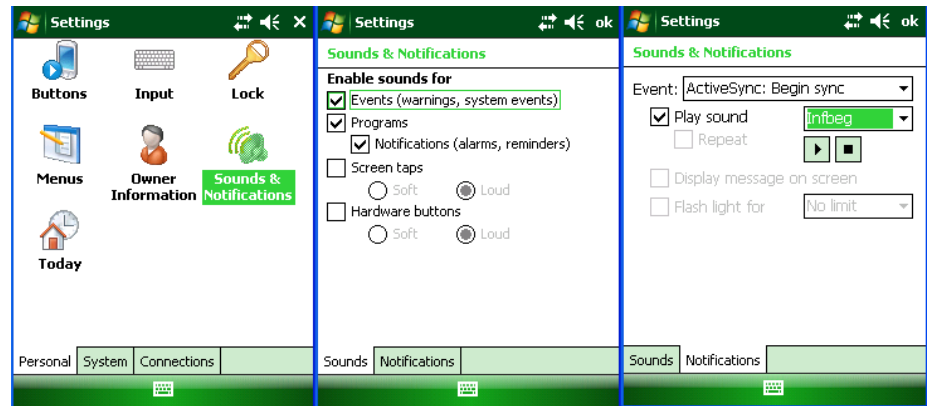 Settings
Buttons Input Lock
Menus Owner Information Sounds & Notifications
Today
Personal System Connections
Settings ok
Sounds & Notifications
Enable sounds for
Events (warnings, system events)
Programs
Notifications (alarms, reminders)
Screen taps
Soft Loud
Hardware buttons
Soft Loud
Sounds Notifications
Settings ok
Sounds & Notifications
Event: ActiveSync: Begin sync
Play sound Infbeg
Repeat
Display message on screen
Flash light for No limit
Sounds Notifications